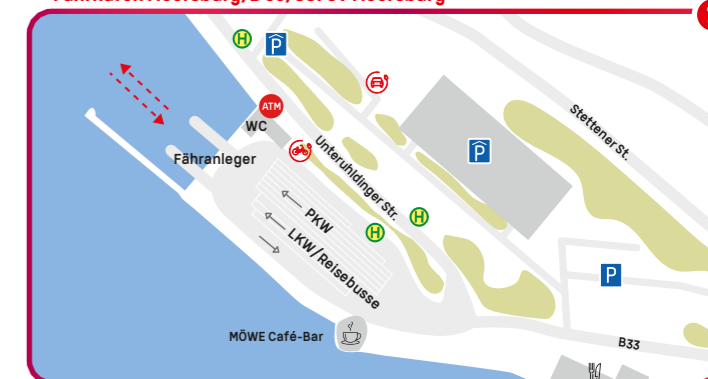 H
P
ATM
WC
Fähranleger
P
Stettener St.
Unteruhldinger Str.
PKW
LKW/Reisebusse
H
H
P
MÖWE Café-Bar
B33